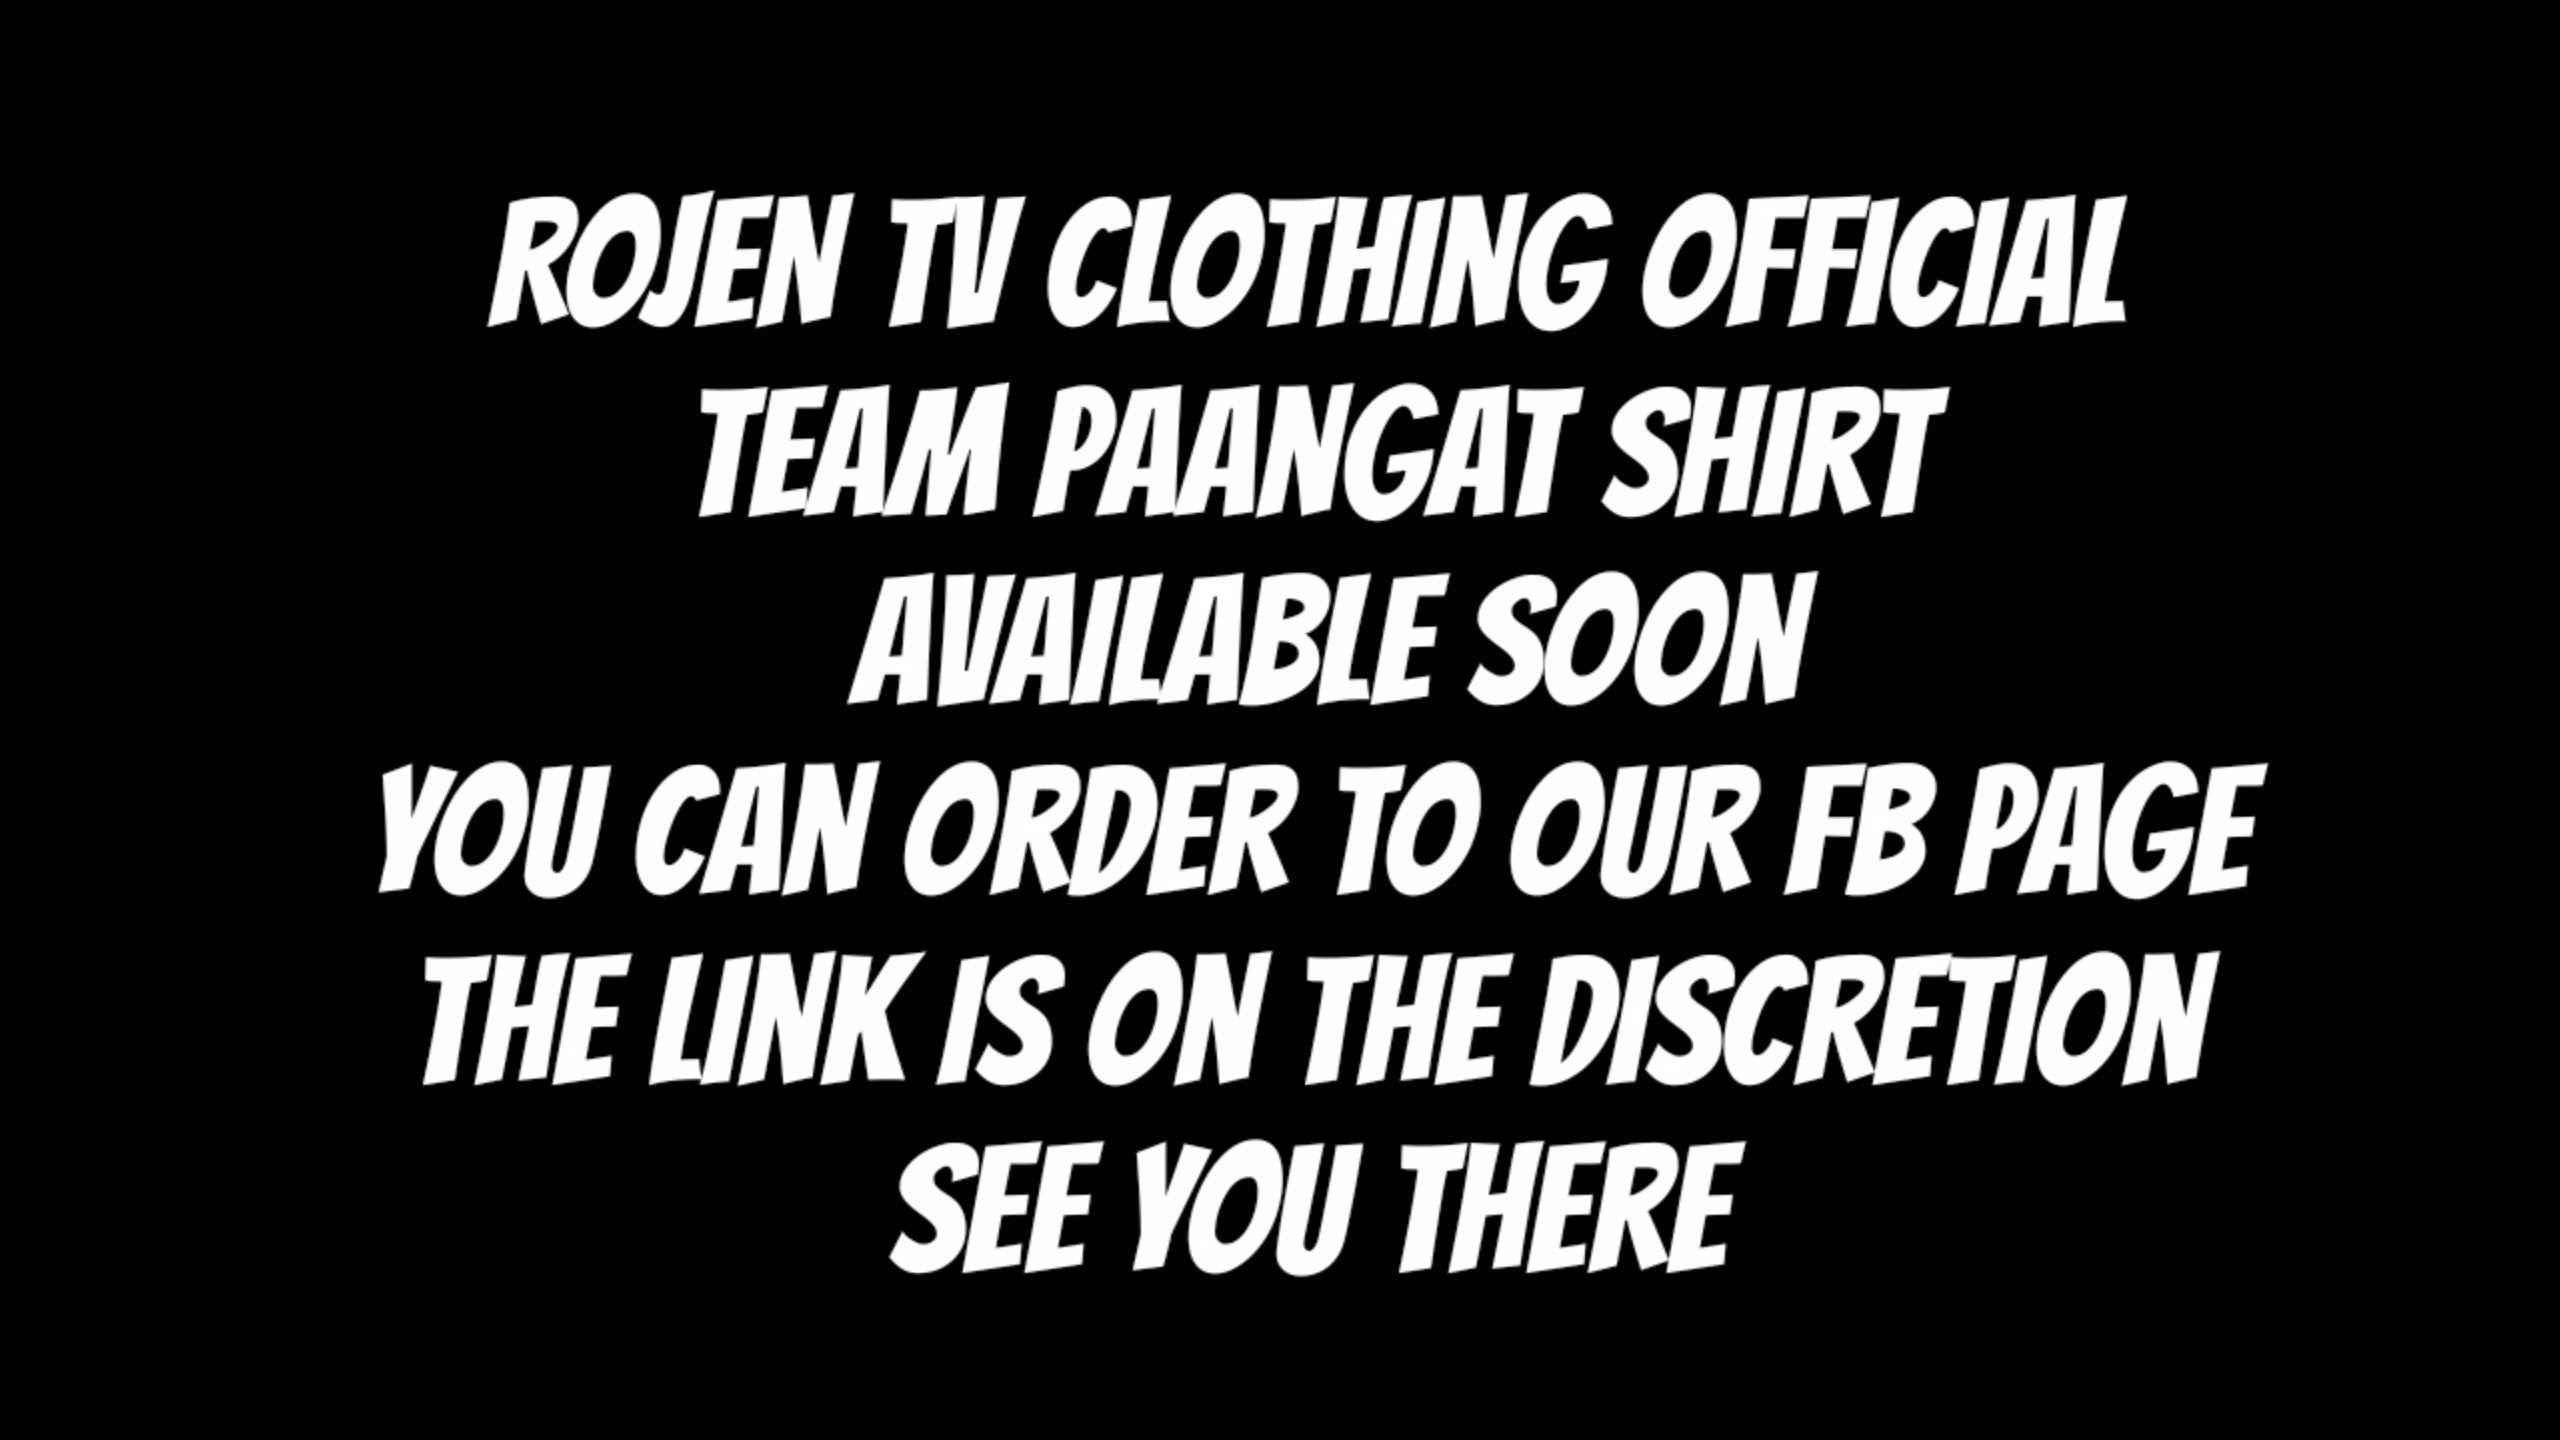 ROJEN TV CLOTHING OFFICIAL
TEAM PAANGAT SHIRT
AVAILABLE SOON
YOU CAN ORDER TO OUR FB PAGE
THE LINK IS ON THE DISCRETION
SEE YOU THERE